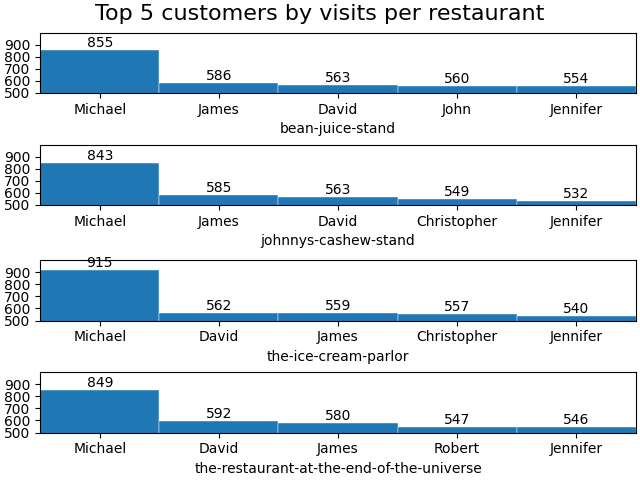 Top 5 customers by visits per restaurant
900
800
700
600
500
855 586 563 560 554
Michael James David John Jennifer
bean-juice-stand
900
800
700
600
500
843 585 563 549 532
Michael James David Christopher Jennifer
johnnys-cashew-stand
900
800
700
600
500
915 562 559 557 540
Michael David James Christopher Jennifer
the-ice-cream-parlor
900
800
700
600
500
849 592 580 547 546
Michael David James Robert Jennifer
the-restaurant-at-the-end-of-the-universe